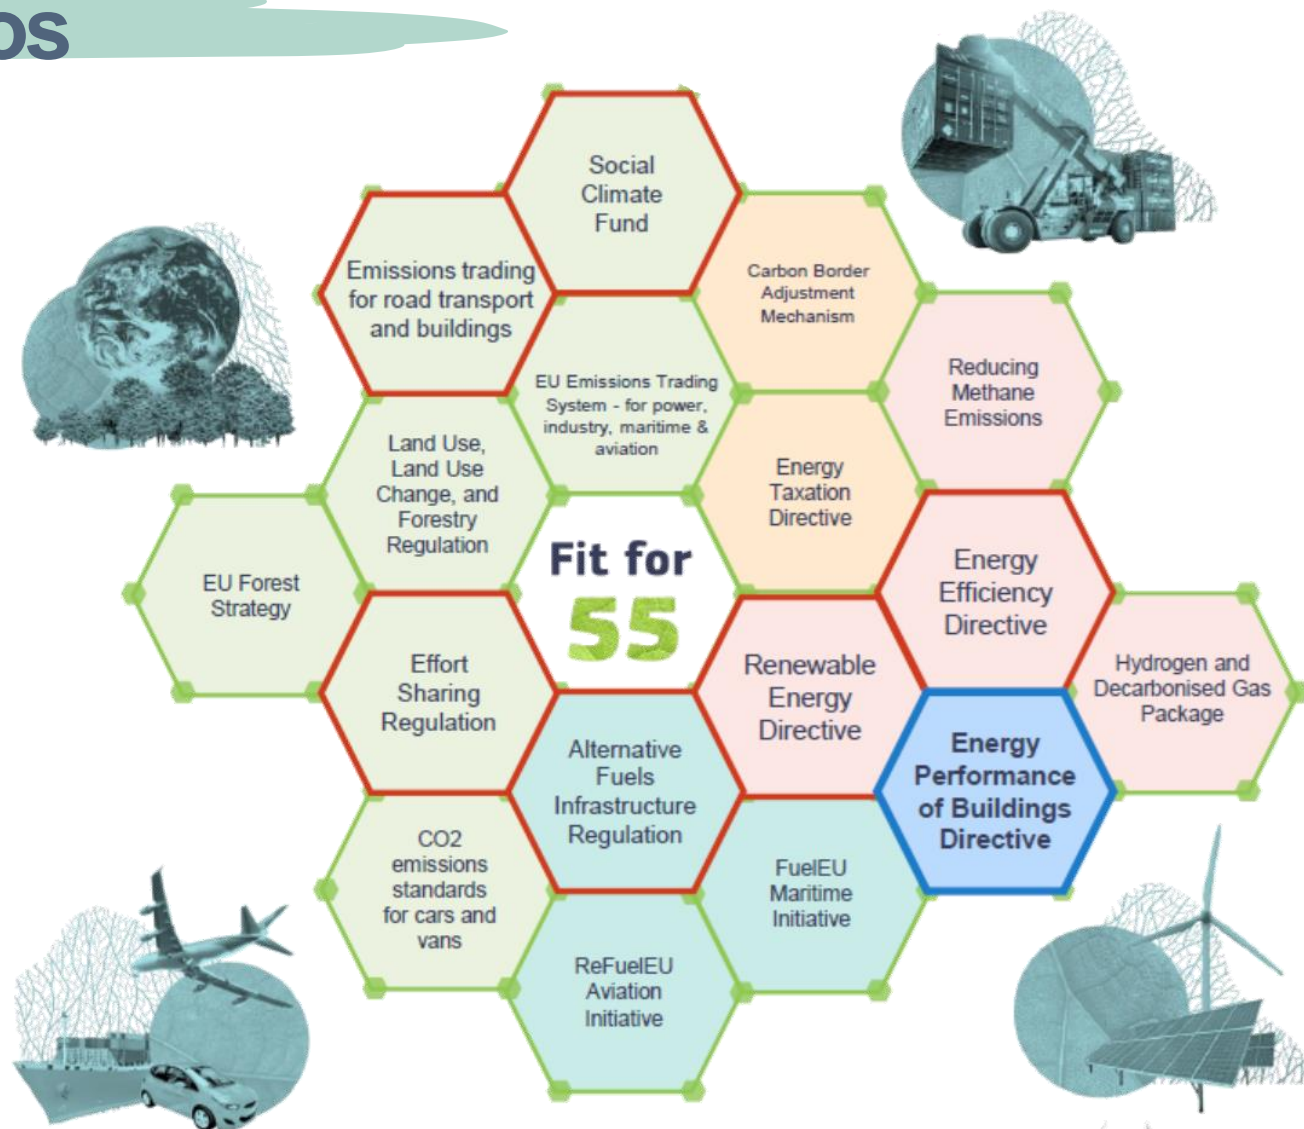 os
Social
Climate
Fund
Emissions trading
for road transport
and buildings
Carbon Border
Adjustment
Mechanism
EU Emissions Trading
System - for power,
industry, maritime &
aviation
Reducing
Methane
Emissions
Land Use,
Land Use
Change, and
Forestry
Regulation
Energy
Taxation
Directive
EU Forest
Strategy
Fit for
55
Energy
Efficiency
Directive
Effort
Sharing
Regulation
Renewable
Energy
Directive
Hydrogen and
Decarbonised Gas
Package
Alternative
Fuels
Infrastructure
Regulation
Energy
Performance
of Buildings
Directive
CO2
emissions
standards
for cars and
vans
FuelEU
Maritime
Initiative
ReFuelEU
Aviation
Initiative